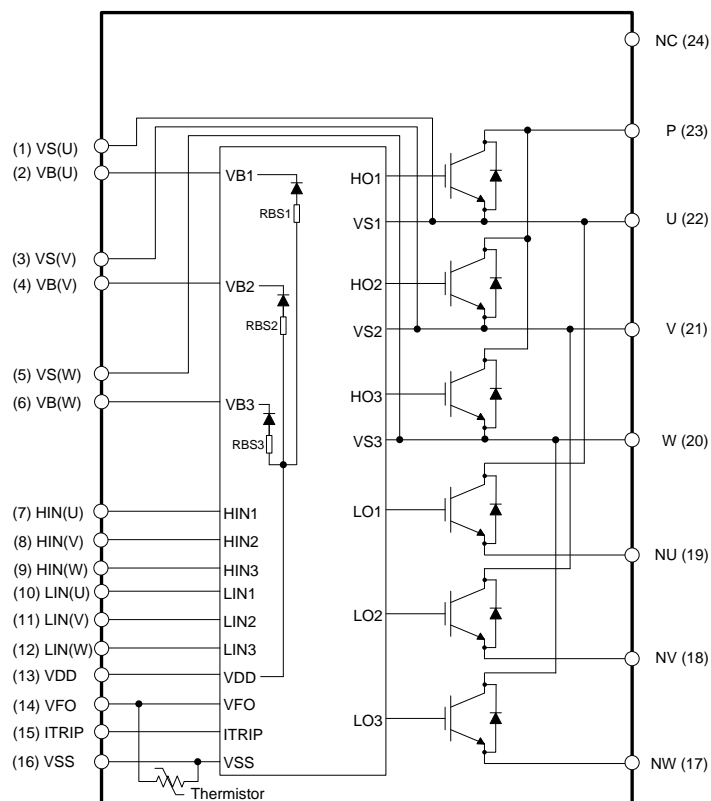 NC (24)
P (23)
U (22)
V (21)
W (20)
NU (19)
NV (18)
NW (17)
(1) VS(U)
(2) VB(U)
(3) VS(V)
(4) VB(V)
(5) VS(W)
(6) VB(W)
(7) HIN(U)
(8) HIN(V)
(9) HIN(W)
(10) LIN(U)
(11) LIN(V)
(12) LIN(W)
(13) VDD
(14) VFO
(15) ITRIP
(16) VSS
VB1
RBS1
VB2
RBS2
VB3
RBS3
HIN1
HIN2
HIN3
LIN1
LIN2
LIN3
VDD
VFO
ITRIP
VSS
Thermistor
HO1
VS1
HO2
VS2
HO3
VS3
LO1
LO2
LO3